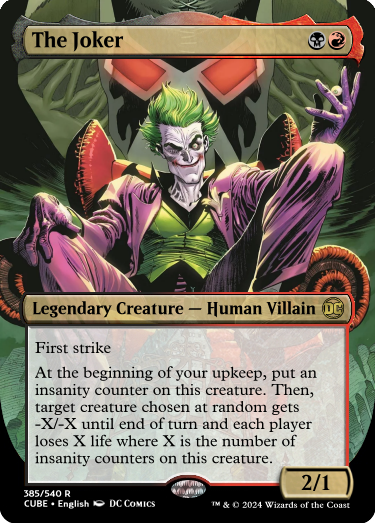 The Joker
Legendary Creature — Human Villain DC
First strike
At the beginning of your upkeep, put an
insanity counter on this creature. Then,
target creature chosen at random gets
-X/-X until end of turn and each player
loses X life where X is the number of
insanity counters on this creature.
2/1
385/540 R
CUBE • English DC COMICS
™ & © 2024 Wizards of the Coast